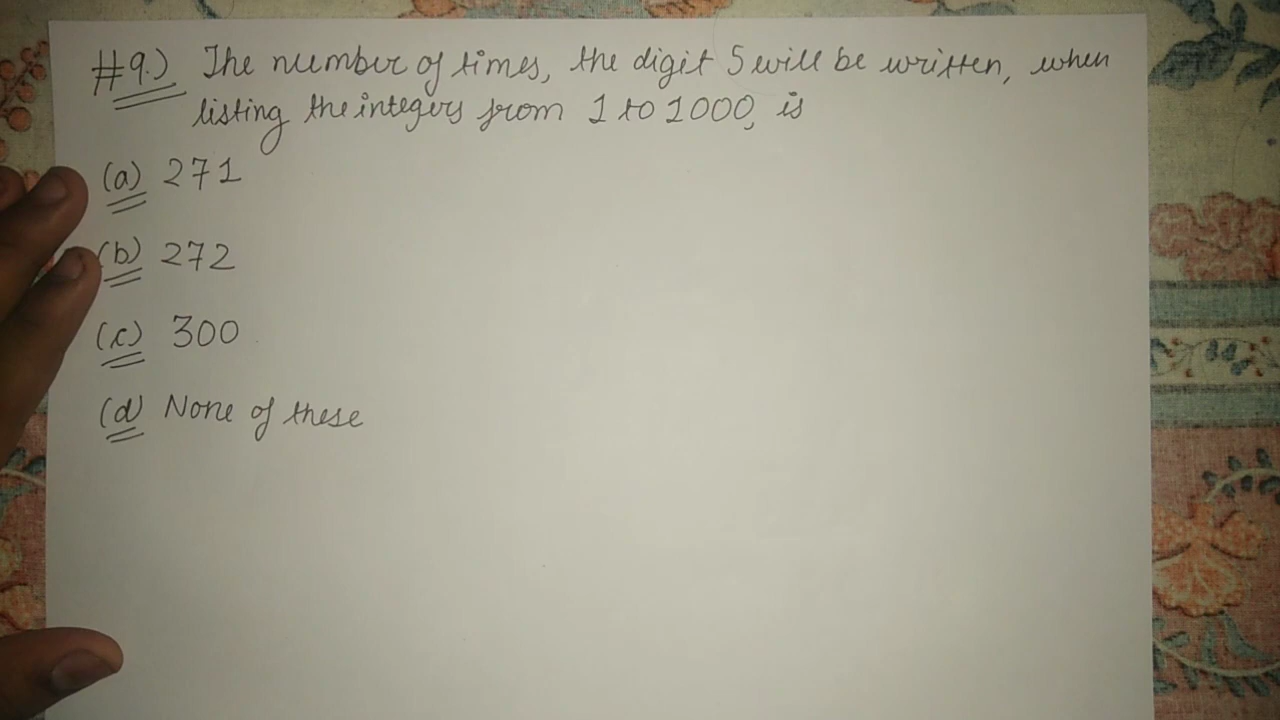 #9.) The number of times, the digit 5 will be written, when
listing the integers from 1 to 1000, is
(a) 271
(b) 272
(c) 300
(d) None of these